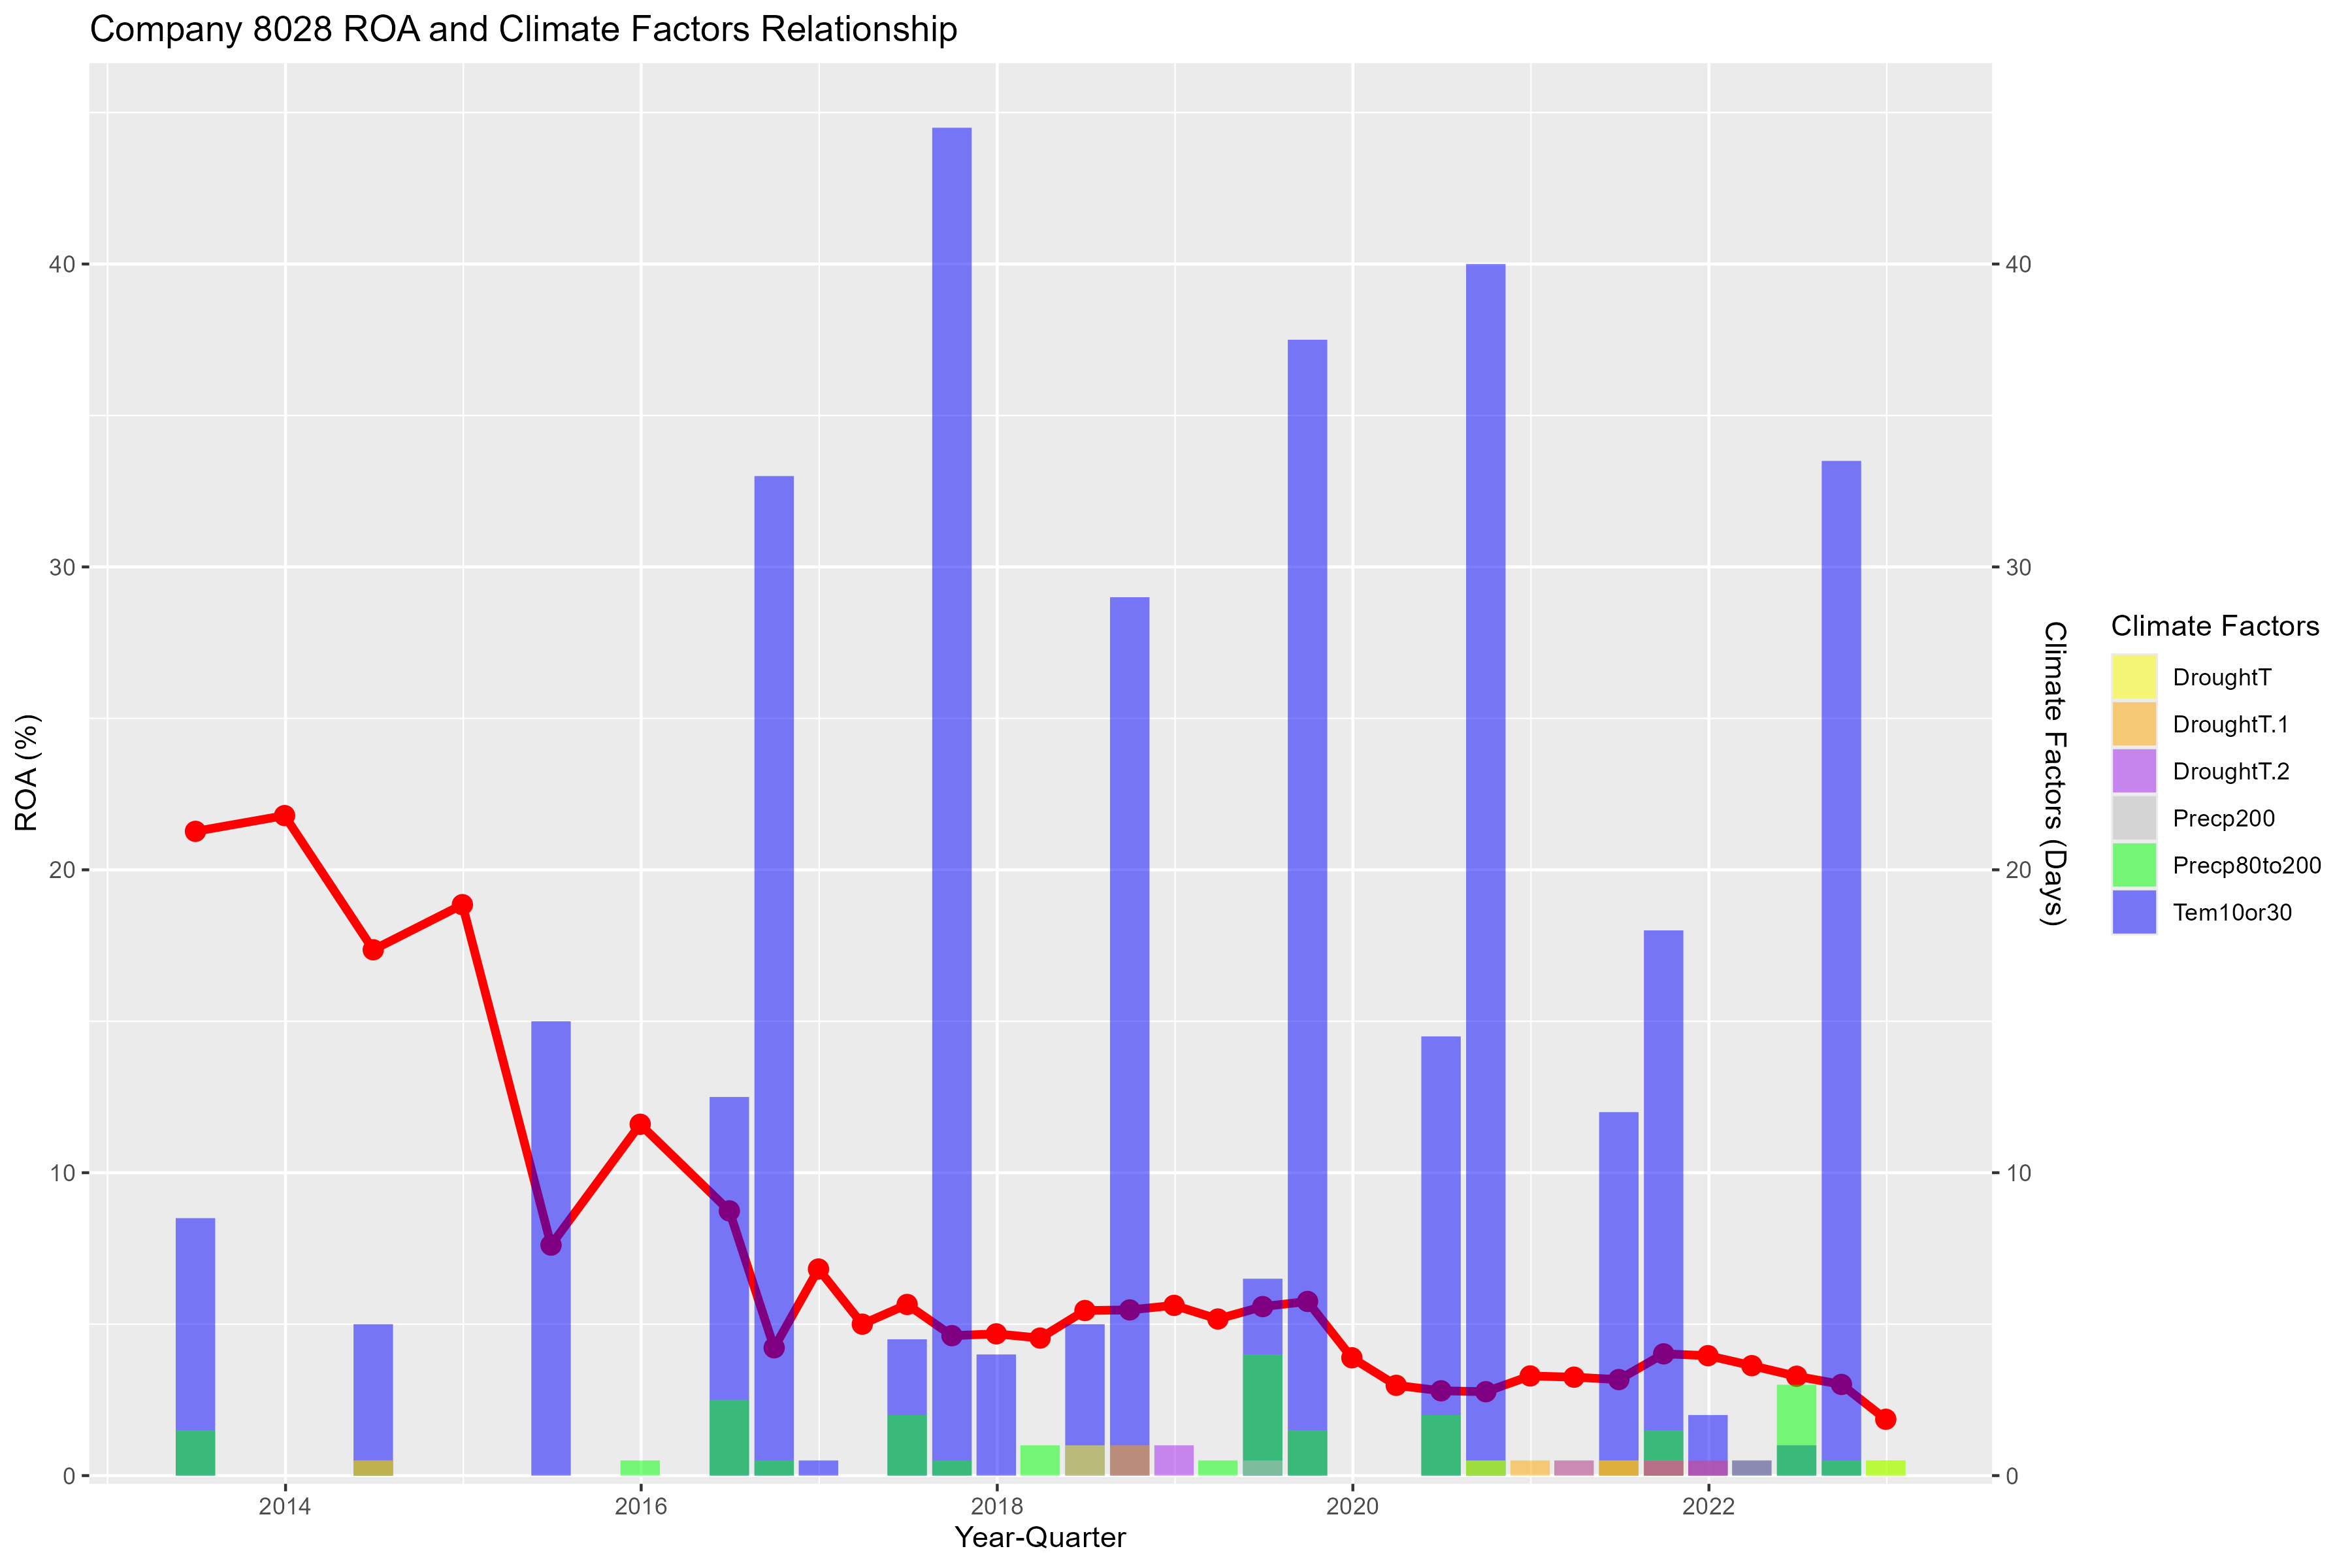 Company 8028 ROA and Climate Factors Relationship
ROA (%)
40
30
20
10
0
40
30
20
10
0
Climate Factors (Days)
2014
2016
2018
2020
2022
Year-Quarter
Climate Factors
DroughtT
DroughtT.1
DroughtT.2
Precp200
Precp80to200
Tem10or30